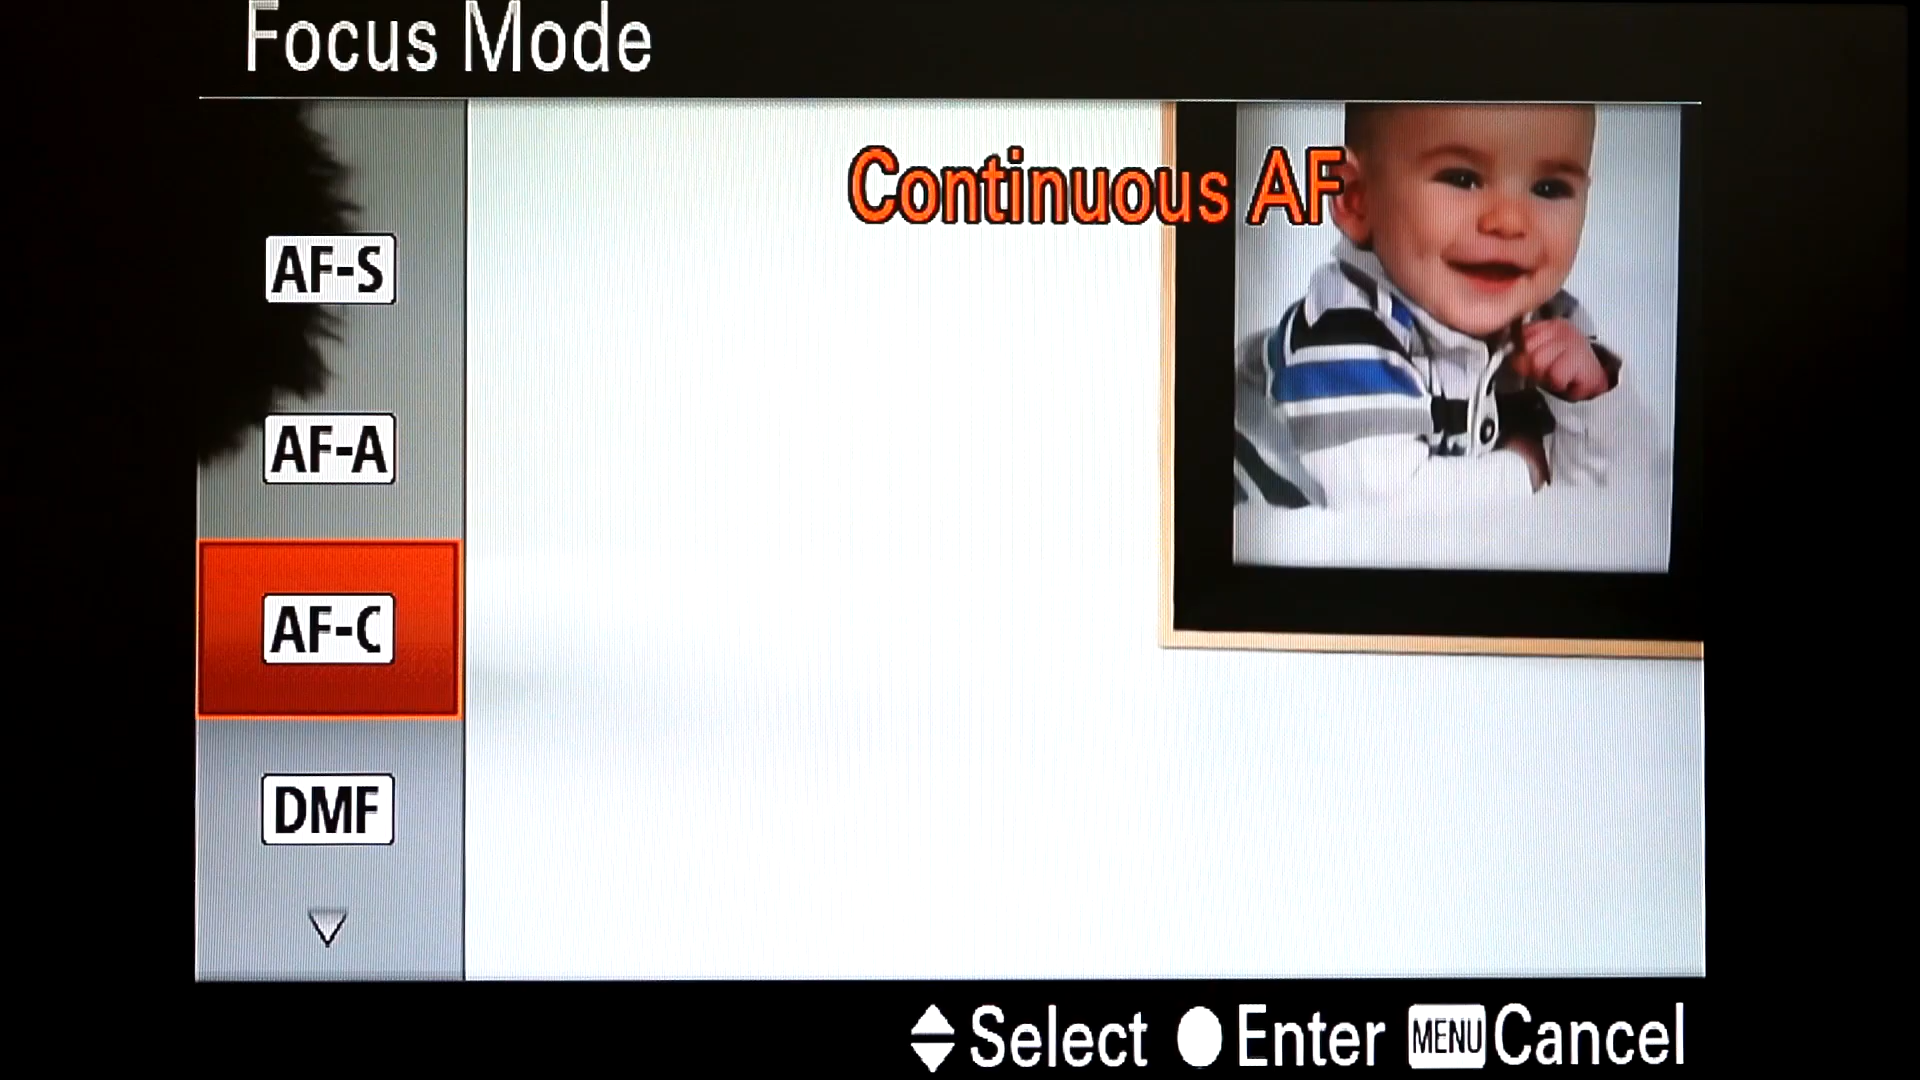 Focus Mode
Continuous AF
AF-S
AF-A
AF-C
DMF
Select Enter MENU Cancel